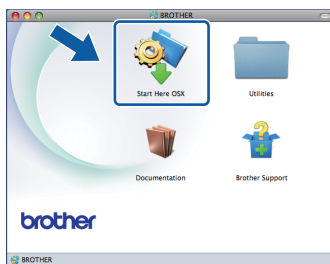 BROTHER
Start Here OSX
Utilities
Documentation
Brother Support
brother
BROTHER